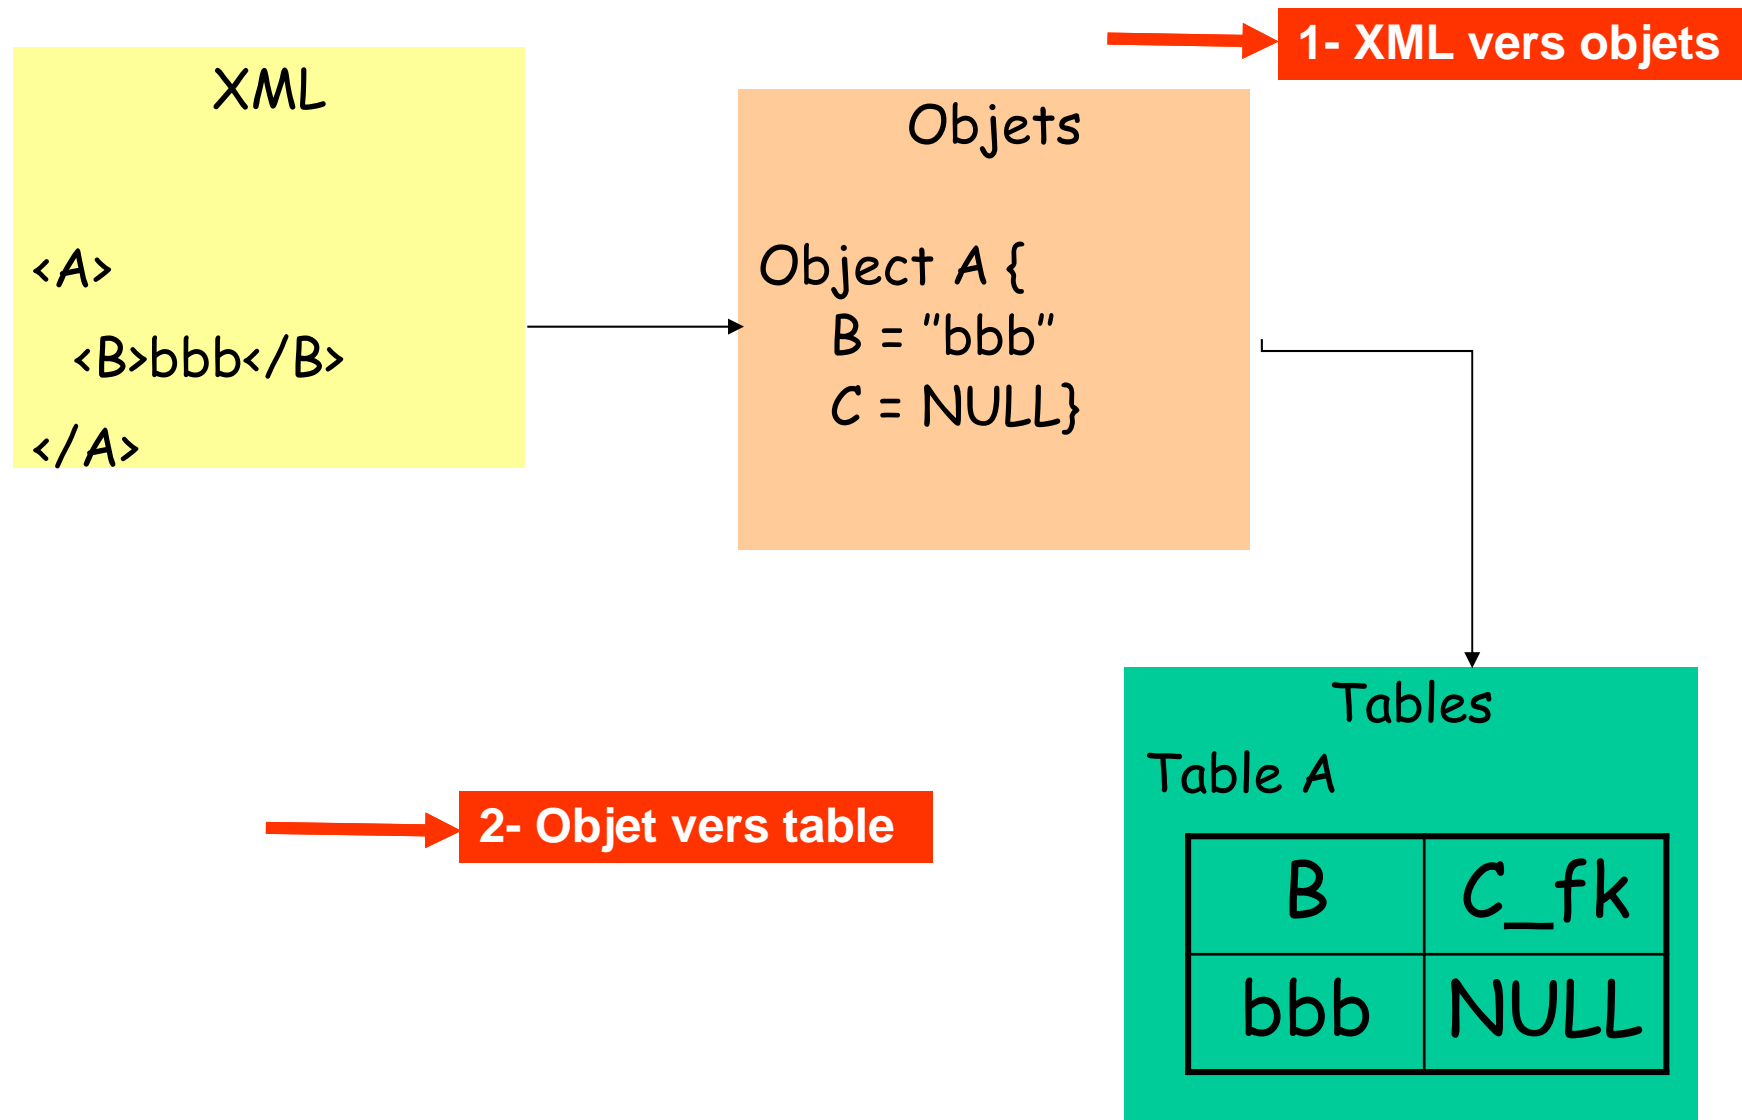 1- XML vers objets
XML
<A>
<B>bbb</B>
</A>
Objets
Object A {
B = "bbb"
C = NULL}
2- Objet vers table
Tables
Table A
B C_fk
bbb NULL